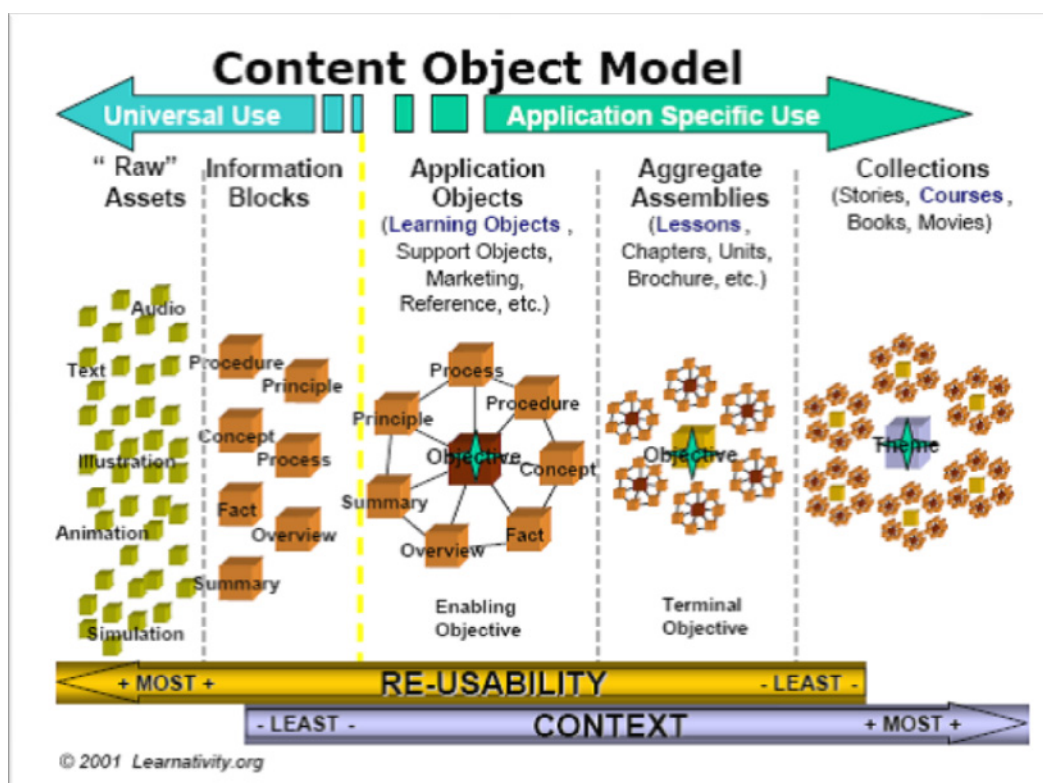 Content Object Model
Universal Use
Application Specific Use
“ Raw”
Assets
Information
Blocks
Application
Objects
(Learning Objects ,
Support Objects,
Marketing,
Reference, etc.)
Aggregate
Assemblies
(Lessons ,
Chapters, Units,
Brochure, etc.)
Collections
(Stories, Courses ,
Books, Movies)
Audio
Text
Illustration
Animation
Simulation
Procedure
Principle
Concept
Process
Fact
Overview
Summary
Process
Procedure
Principle
Objective
Concept
Summary
Overview
Fact
Objective
Theme
Enabling
Objective
Terminal
Objective
+ MOST +
RE-USABILITY
- LEAST -
- LEAST -
CONTEXT
+ MOST +
© 2001 Learnativity.org